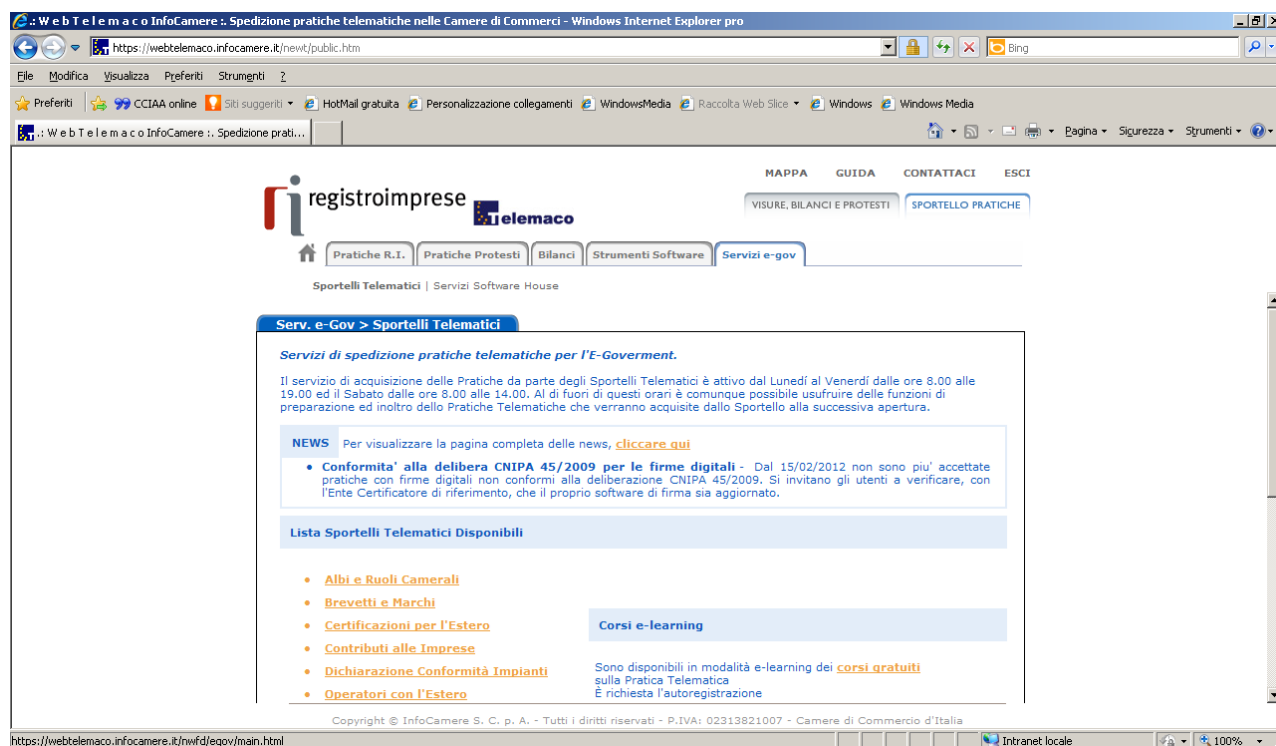 .: W e b T e l e m a c o InfoCamere :. Spedizione pratiche telematiche nelle Camere di Commerci - Windows Internet Explorer pro
https://webtelemaco.infocamere.it/newt/public.htm
Bing
File Modifica Visualizza Preferiti Strumenti ?
Preferiti CCIAA online Siti suggeriti HotMail gratuita Personalizzazione collegamenti WindowsMedia Raccolta Web Slice Windows Windows Media
.: W e b T e l e m a c o InfoCamere :. Spedizione prati...
Pagina Sicurezza Strumenti
MAPPA GUIDA CONTATTACI ESCI
registroimprese
Telemaco
VISURE, BILANCI E PROTESTI SPORTELLO PRATICHE
Pratiche R.I. Pratiche Protesti Bilanci Strumenti Software Servizi e-gov
Sportelli Telematici | Servizi Software House
Serv. e-Gov > Sportelli Telematici
Servizi di spedizione pratiche telematiche per l'E-Goverment.
Il servizio di acquisizione delle Pratiche da parte degli Sportelli Telematici è attivo dal Lunedí al Venerdí dalle ore 8.00 alle
19.00 ed il Sabato dalle ore 8.00 alle 14.00. Al di fuori di questi orari è comunque possibile usufruire delle funzioni di
preparazione ed inoltro dello Pratiche Telematiche che verranno acquisite dallo Sportello alla successiva apertura.
NEWS Per visualizzare la pagina completa delle news, cliccare qui
• Conformita' alla delibera CNIPA 45/2009 per le firme digitali - Dal 15/02/2012 non sono piu' accettate
pratiche con firme digitali non conformi alla deliberazione CNIPA 45/2009. Si invitano gli utenti a verificare, con
l'Ente Certificatore di riferimento, che il proprio software di firma sia aggiornato.
Lista Sportelli Telematici Disponibili
• Albi e Ruoli Camerali
• Brevetti e Marchi
• Certificazioni per l'Estero
• Contributi alle Imprese
• Dichiarazione Conformità Impianti
• Operatori con l'Estero
Corsi e-learning
Sono disponibili in modalità e-learning dei corsi gratuiti
sulla Pratica Telematica
È richiesta l'autoregistrazione
Copyright © InfoCamere S. C. p. A. - Tutti i diritti riservati - P.IVA: 02313821007 - Camere di Commercio d'Italia
https://webtelemaco.infocamere.it/nwfd/egov/main.html
Intranet locale
100%